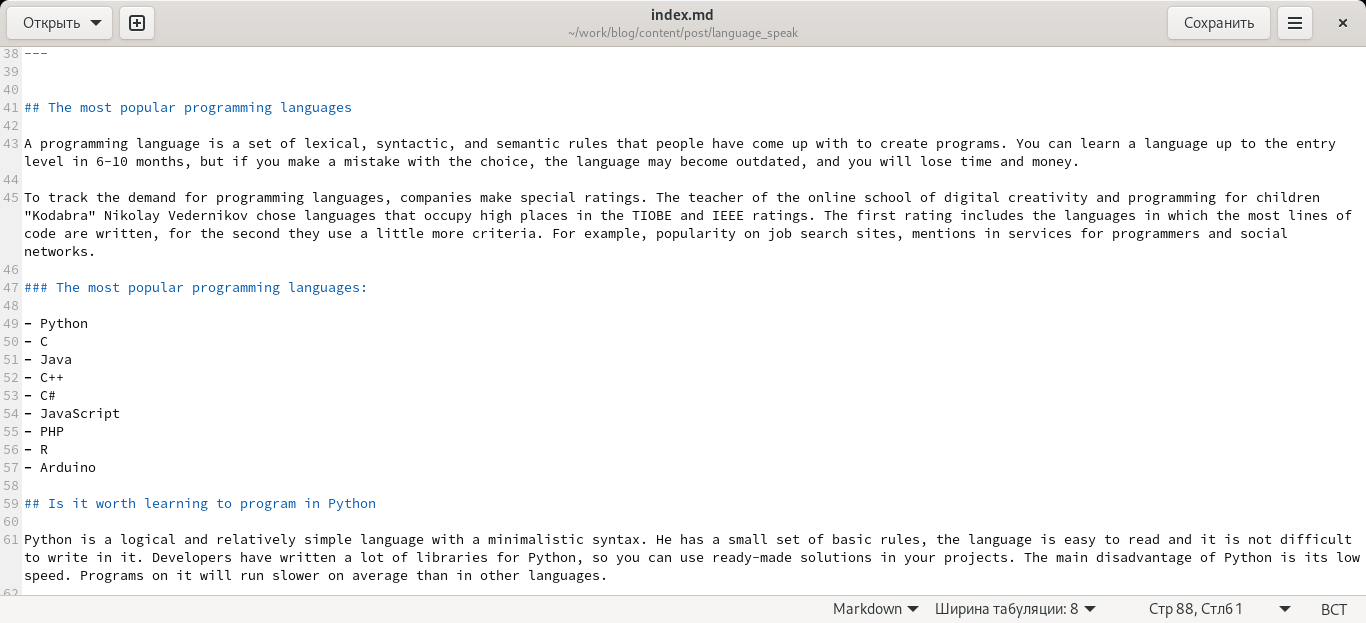 Открыть
index.md
~/work/blog/content/post/language_speak
Сохранить
38 ---
39
40
41 ## The most popular programming languages
42
43 A programming language is a set of lexical, syntactic, and semantic rules that people have come up with to create programs. You can learn a language up to the entry
level in 6-10 months, but if you make a mistake with the choice, the language may become outdated, and you will lose time and money.
44
45 To track the demand for programming languages, companies make special ratings. The teacher of the online school of digital creativity and programming for children
"Kodabra" Nikolay Vedernikov chose languages that occupy high places in the TIOBE and IEEE ratings. The first rating includes the languages in which the most lines of
code are written, for the second they use a little more criteria. For example, popularity on job search sites, mentions in services for programmers and social
networks.
46
47 ### The most popular programming languages:
48
49 - Python
50 - C
51 - Java
52 - C++
53 - C#
54 - JavaScript
55 - PHP
56 - R
57 - Arduino
58
59 ## Is it worth learning to program in Python
60
61 Python is a logical and relatively simple language with a minimalistic syntax. He has a small set of basic rules, the language is easy to read and it is not difficult
to write in it. Developers have written a lot of libraries for Python, so you can use ready-made solutions in your projects. The main disadvantage of Python is its low
speed. Programs on it will run slower on average than in other languages.
62
Markdown Ширина табуляции: 8 Стр 88, Стлб 1 ВСТ